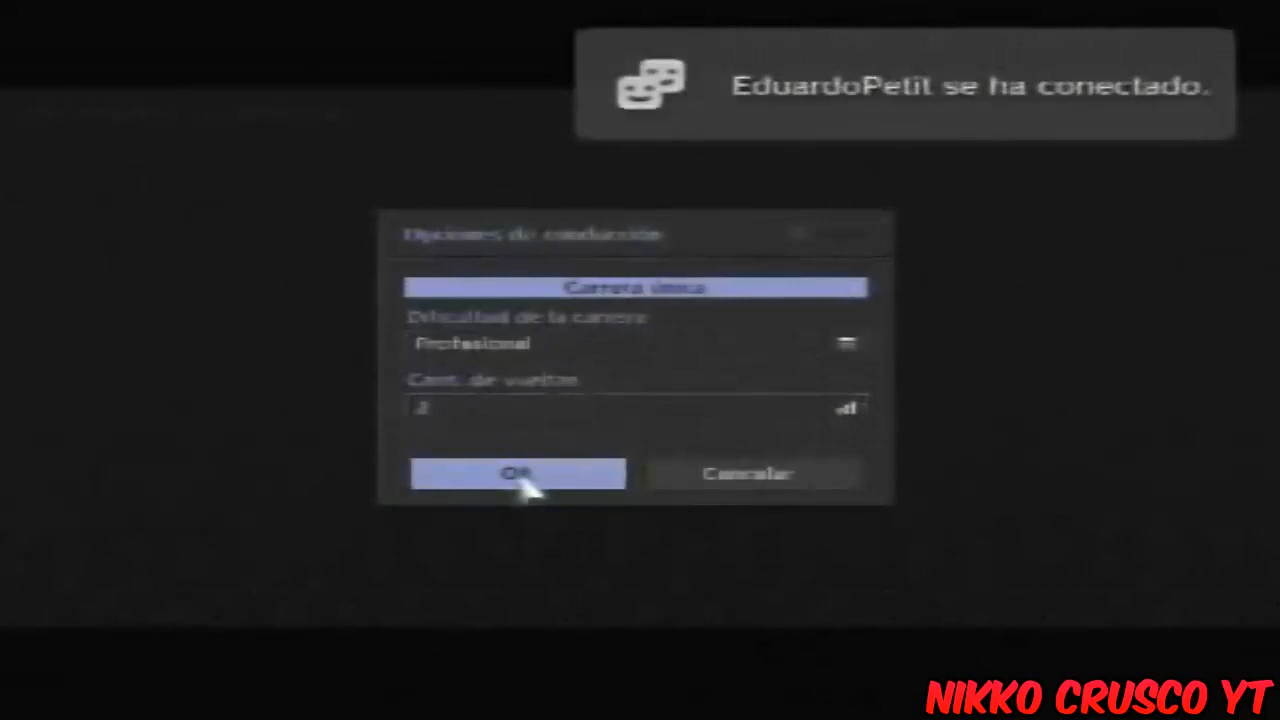 EduardoPetit se ha conectado.
Opciones de conducción
Carrera única
Dificultad de la carrera
Profesional
Cant. de vueltas
OK
Cancelar
NIKKO CRUSCO YT